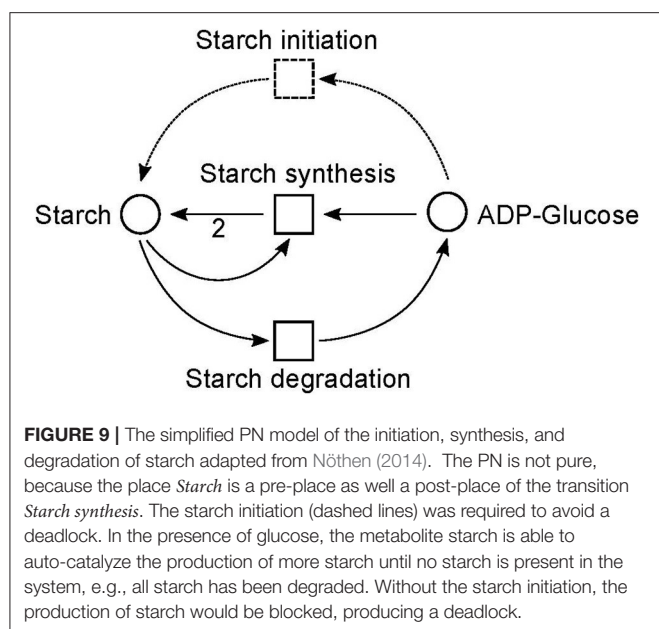 Starch initiation
Starch synthesis
Starch
2
ADP-Glucose
Starch degradation
FIGURE 9 | The simplified PN model of the initiation, synthesis, and
degradation of starch adapted from Nöthen (2014). The PN is not pure,
because the place Starch is a pre-place as well a post-place of the transition
Starch synthesis. The starch initiation (dashed lines) was required to avoid a
deadlock. In the presence of glucose, the metabolite starch is able to
auto-catalyze the production of more starch until no starch is present in the
system, e.g., all starch has been degraded. Without the starch initiation, the
production of starch would be blocked, producing a deadlock.